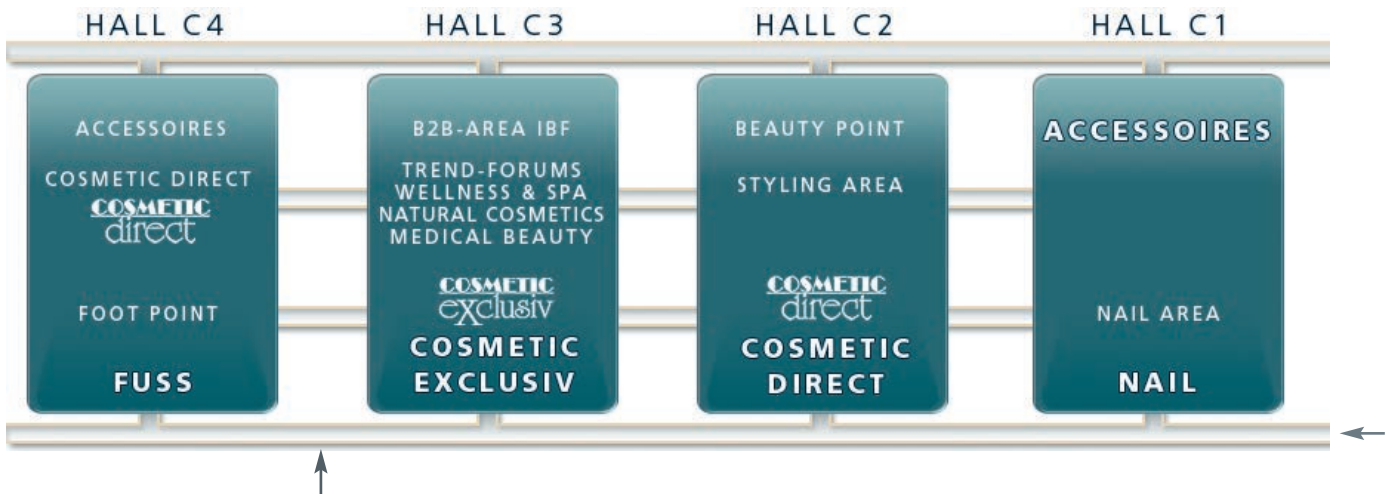 HALL C4
ACCESSOIRES
COSMETIC DIRECT
COSMETIC
direct
FOOT POINT
FUSS
HALL C3
B2B-AREA IBF
TREND-FORUMS
WELLNESS & SPA
NATURAL COSMETICS
MEDICAL BEAUTY
COSMETIC
exclusiv
COSMETIC
EXCLUSIV
HALL C2
BEAUTY POINT
STYLING AREA
COSMETIC
direct
COSMETIC
DIRECT
HALL C1
ACCESSOIRES
NAIL AREA
NAIL